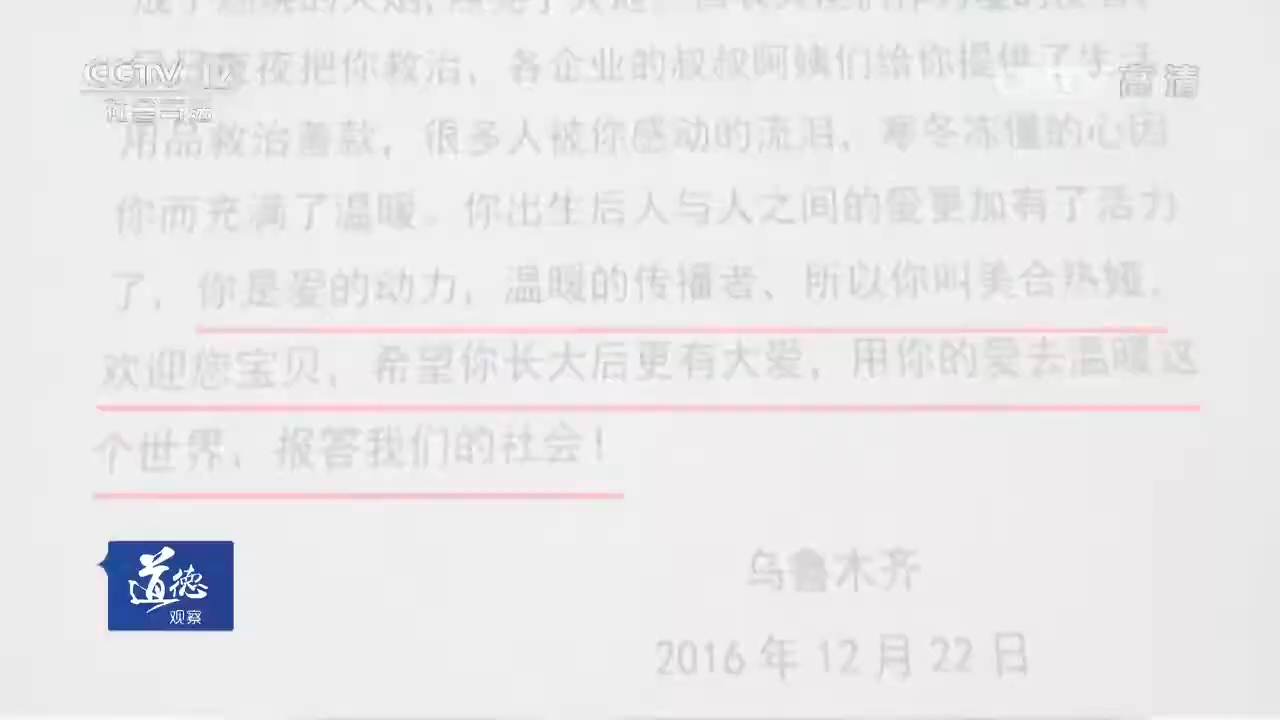 CCTV 12
社会与法
高清
夜夜把你救治，各企业的叔叔阿姨们给你提供了生活
用品救治善款，很多人被你感动的流泪，寒冬冻僵的心因
你而充满了温暖。你出生后人与人之间的爱更加有了活力
了，你是爱的动力，温暖的传播者、所以你叫美合热娅．
欢迎您宝贝，希望你长大后更有大爱，用你的爱去温暖这
个世界，报答我们的社会！
道德
观察
乌鲁木齐
2016年12月22日